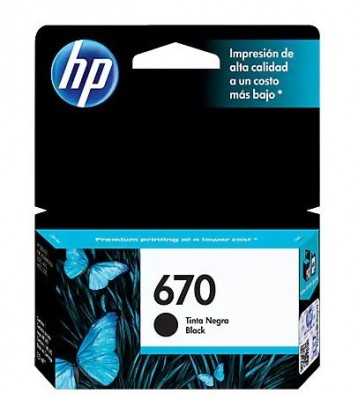 hp
Impresión de
alta calidad
a un costo
más bajo*
Premium printing at a lower cost*
670
Tinta Negra
Black